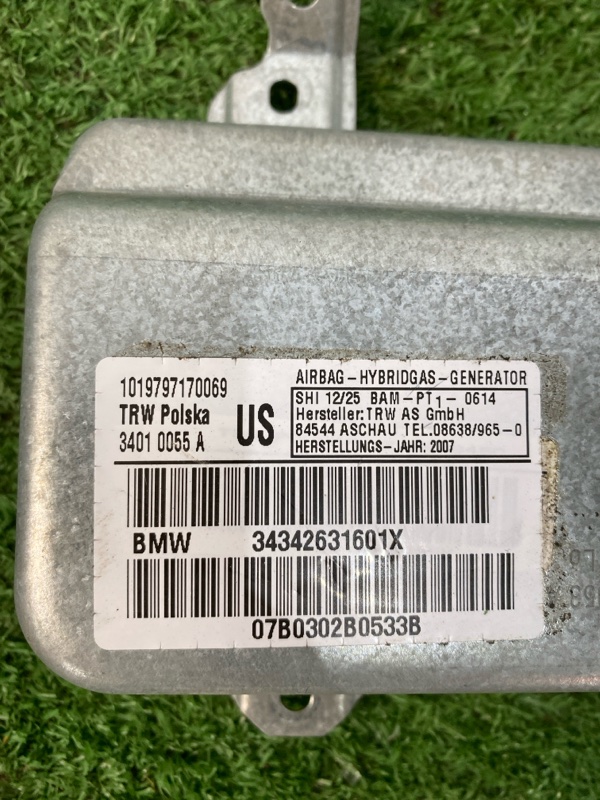 1019797170069
TRW Polska
3401 0055 A
US
AIRBAG-HYBRIDGAS-GENERATOR
SHI 12/25 BAM-PT1- 0614
Hersteller:TRW AS GmbH
84544 ASCHAU TEL.08638/965-0
HERSTELLUNGS-JAHR: 2007
BMW 34342631601X
07B0302B0533B